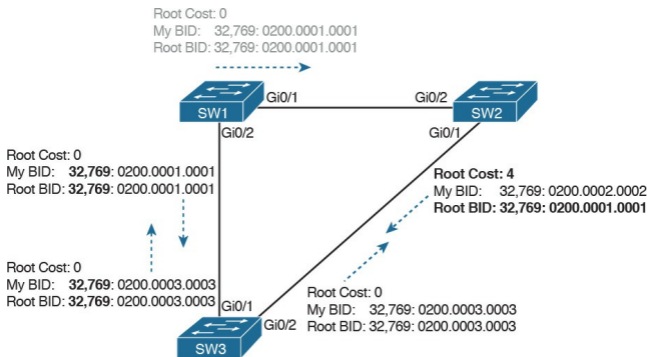 Root Cost: 0
My BID: 32,769: 0200.0001.0001
Root BID: 32,769: 0200.0001.0001
Gi0/1
Gi0/2
SW1
SW2
Gi0/2
Gi0/1
Root Cost: 0
My BID: 32,769: 0200.0001.0001
Root BID: 32,769: 0200.0001.0001
Root Cost: 4
My BID: 32,769: 0200.0002.0002
Root BID: 32,769: 0200.0001.0001
Root Cost: 0
My BID: 32,769: 0200.0003.0003
Root BID: 32,769: 0200.0003.0003
Root Cost: 0
My BID: 32,769: 0200.0003.0003
Root BID: 32,769: 0200.0003.0003
Gi0/1
Gi0/2
SW3